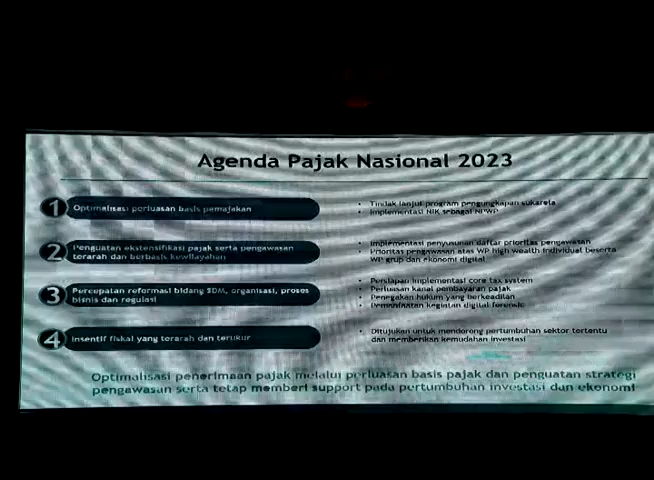 Agenda Pajak Nasional 2023
1 Optimalisasi perluasan basis pemajakan
• Tindak lanjut program pengungkapan sukarela
• Implementasi NIK sebagai NPWP
2 Penguatan ekstensifikasi pajak serta pengawasan
terarah dan berbasis kewilayahan
• Implementasi penyusunan daftar prioritas pengawasan
• Prioritas pengawasan atas WP high wealth individual beserta
WP grup dan ekonomi digital
3 Percepatan reformasi bidang SDM, organisasi, proses
bisnis dan regulasi
• Persiapan implementasi core tax system
• Perluasan kanal pembayaran pajak
• Penegakan hukum yang berkeadilan
• Pemanfaatan kegiatan digital forensic
4 Insentif fiskal yang terarah dan terukur
• Ditujukan untuk mendorong pertumbuhan sektor tertentu
dan memberikan kemudahan investasi
Optimalisasi penerimaan pajak melalui perluasan basis pajak dan penguatan strategi
pengawasan serta tetap memberi support pada pertumbuhan investasi dan ekonomi